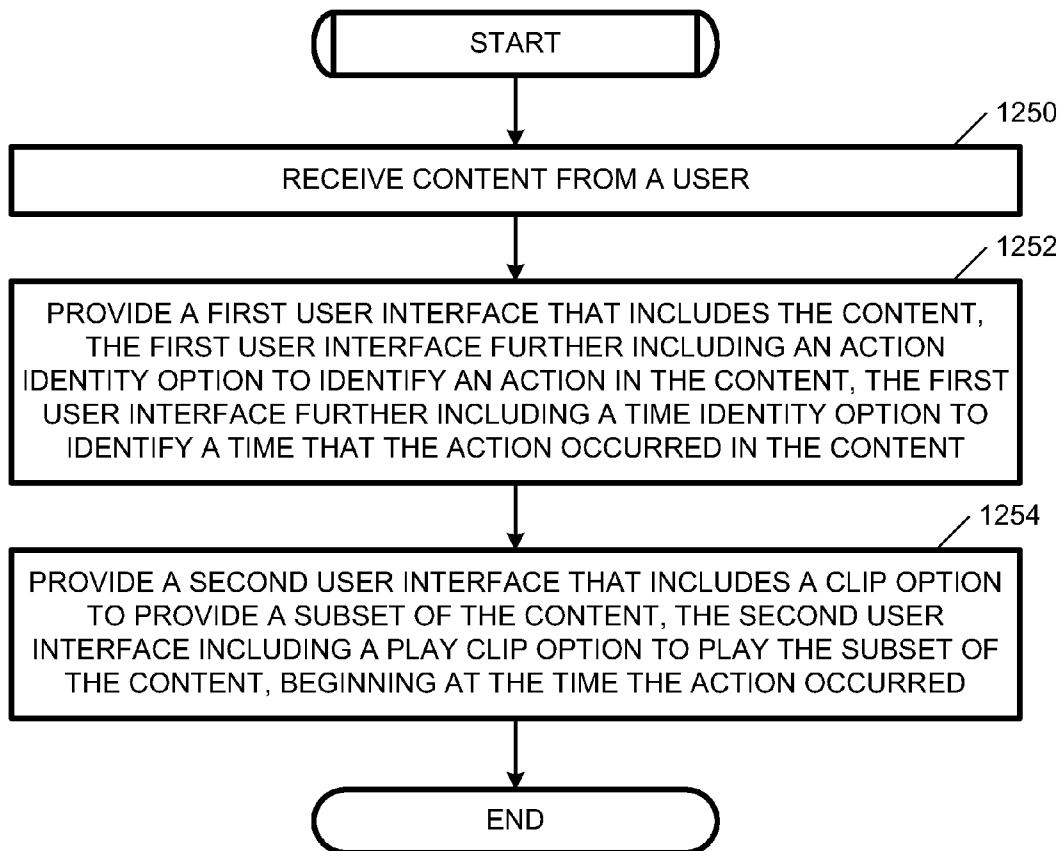 START
1250
RECEIVE CONTENT FROM A USER
1252
PROVIDE A FIRST USER INTERFACE THAT INCLUDES THE CONTENT,
THE FIRST USER INTERFACE FURTHER INCLUDING AN ACTION
IDENTITY OPTION TO IDENTIFY AN ACTION IN THE CONTENT, THE FIRST
USER INTERFACE FURTHER INCLUDING A TIME IDENTITY OPTION TO
IDENTIFY A TIME THAT THE ACTION OCCURRED IN THE CONTENT
1254
PROVIDE A SECOND USER INTERFACE THAT INCLUDES A CLIP OPTION
TO PROVIDE A SUBSET OF THE CONTENT, THE SECOND USER
INTERFACE INCLUDING A PLAY CLIP OPTION TO PLAY THE SUBSET OF
THE CONTENT, BEGINNING AT THE TIME THE ACTION OCCURRED
END